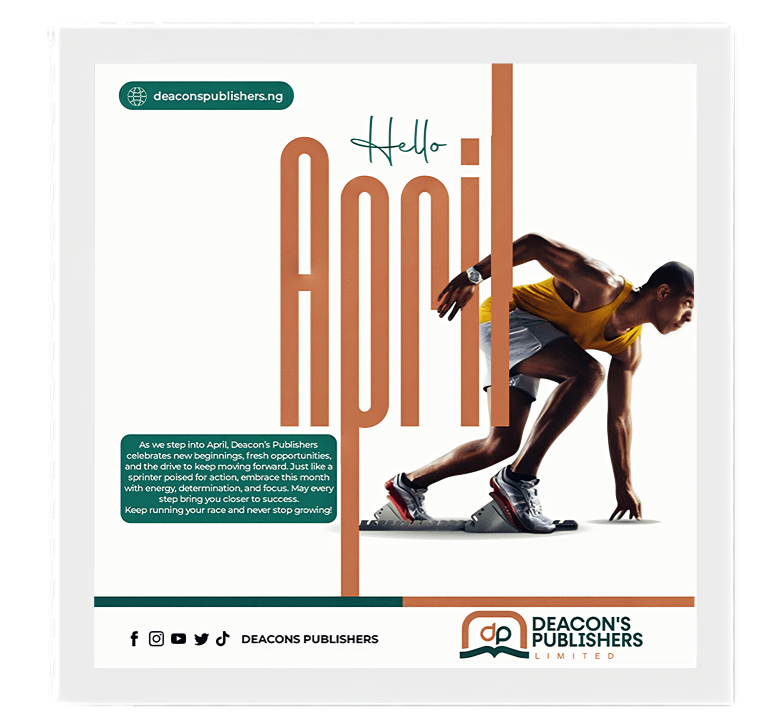 deaconspublishers.ng
Hello
April
As we step into April, Deacon's Publishers
celebrates new beginnings, fresh opportunities,
and the drive to keep moving forward. Just like a
sprinter poised for action, embrace this month
with energy, determination, and focus. May every
step bring you closer to success.
Keep running your race and never stop growing!
DEACONS PUBLISHERS
dp
DEACON'S
PUBLISHERS
LIMITED